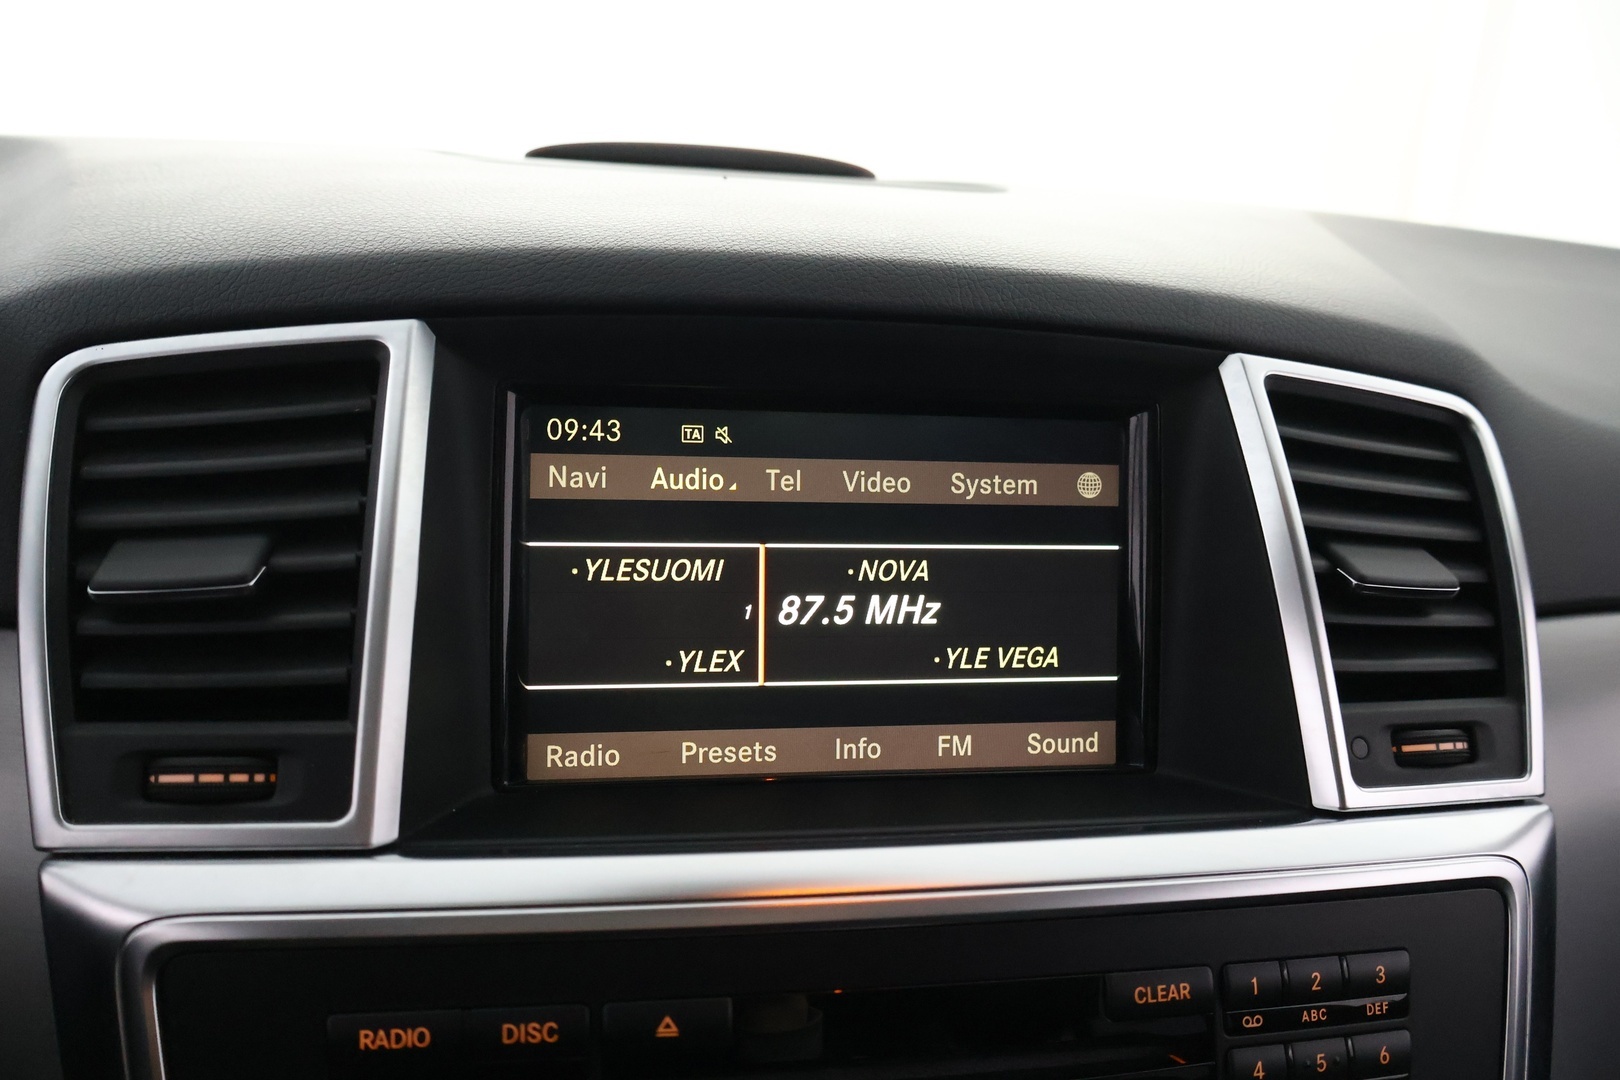 09:43 TA
Navi Audio Tel Video System
·YLESUOMI ·NOVA
1 87.5 MHz
·YLEX ·YLE VEGA
Radio Presets Info FM Sound
CLEAR 1 2 3
ABC DEF
RADIO DISC
4 5 6